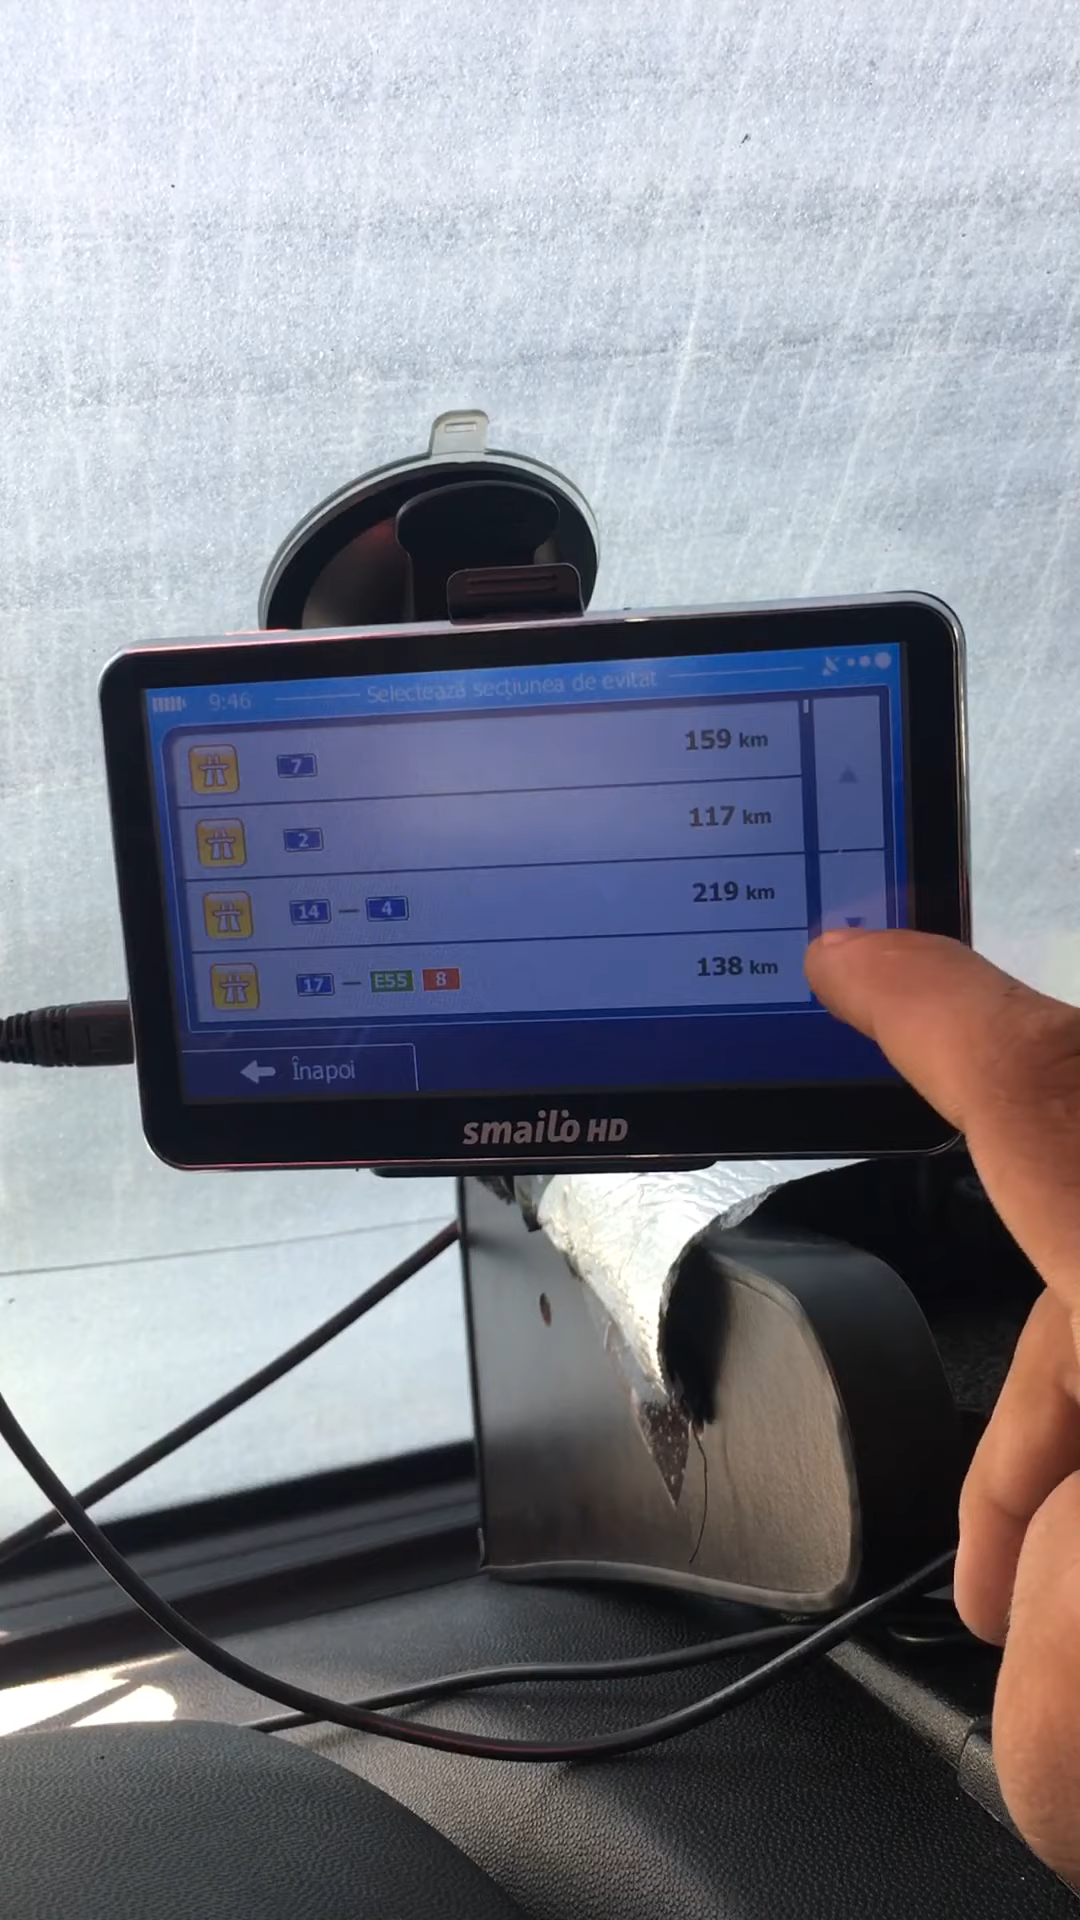 9:46 Selectează secțiunea de evitat
7 159 km
2 117 km
14 — 4 219 km
17 — E55 8 138 km
Înapoi
smailo HD